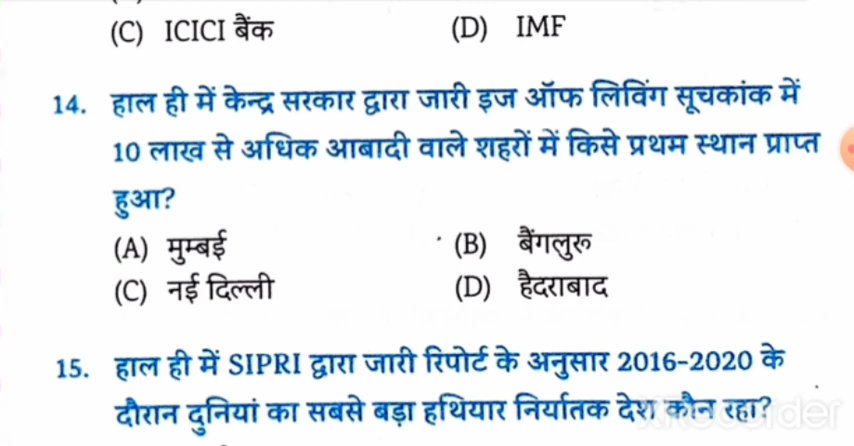 (C) ICICI बैंक (D) IMF
14. हाल ही में केन्द्र सरकार द्वारा जारी इज ऑफ लिविंग सूचकांक में
10 लाख से अधिक आबादी वाले शहरों में किसे प्रथम स्थान प्राप्त
हुआ?
(A) मुम्बई (B) बैंगलुरू
(C) नई दिल्ली (D) हैदराबाद
15. हाल ही में SIPRI द्वारा जारी रिपोर्ट के अनुसार 2016-2020 के
दौरान दुनियां का सबसे बड़ा हथियार निर्यातक देश कौन रहा?
XRecorder